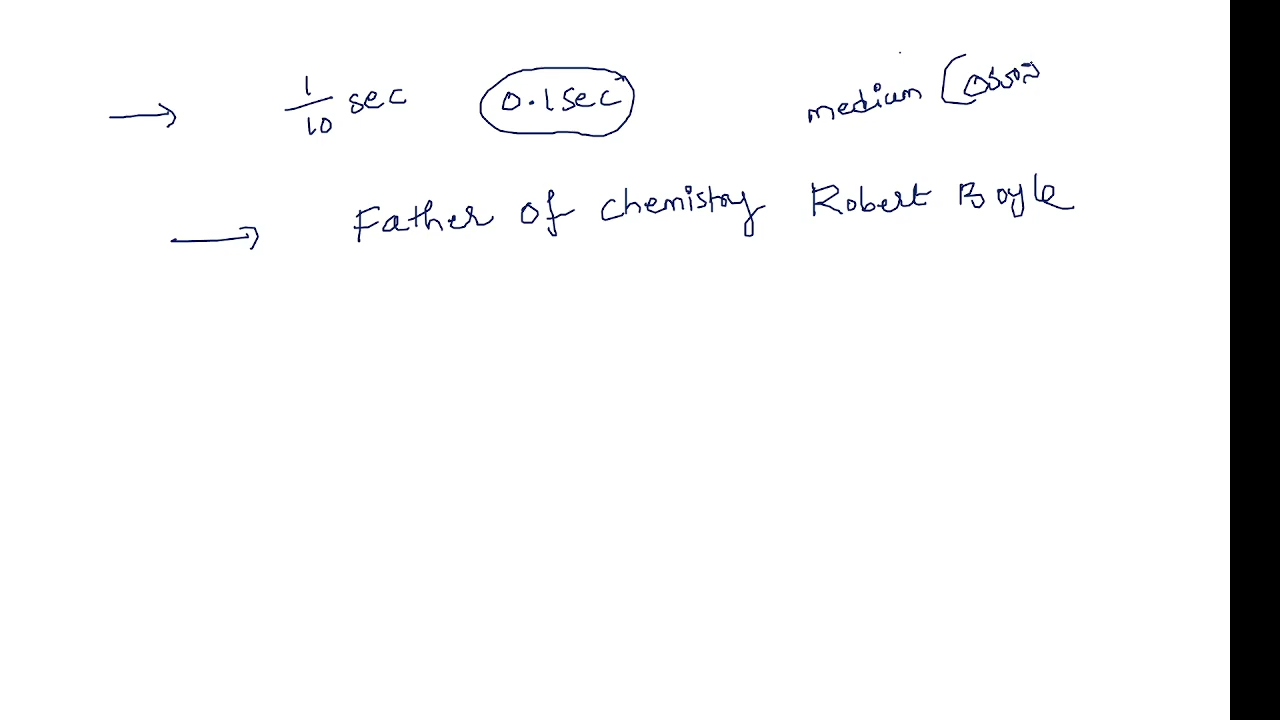 → 1/10 sec 0.1sec medium (
→ Father of chemistry Robert Boyle